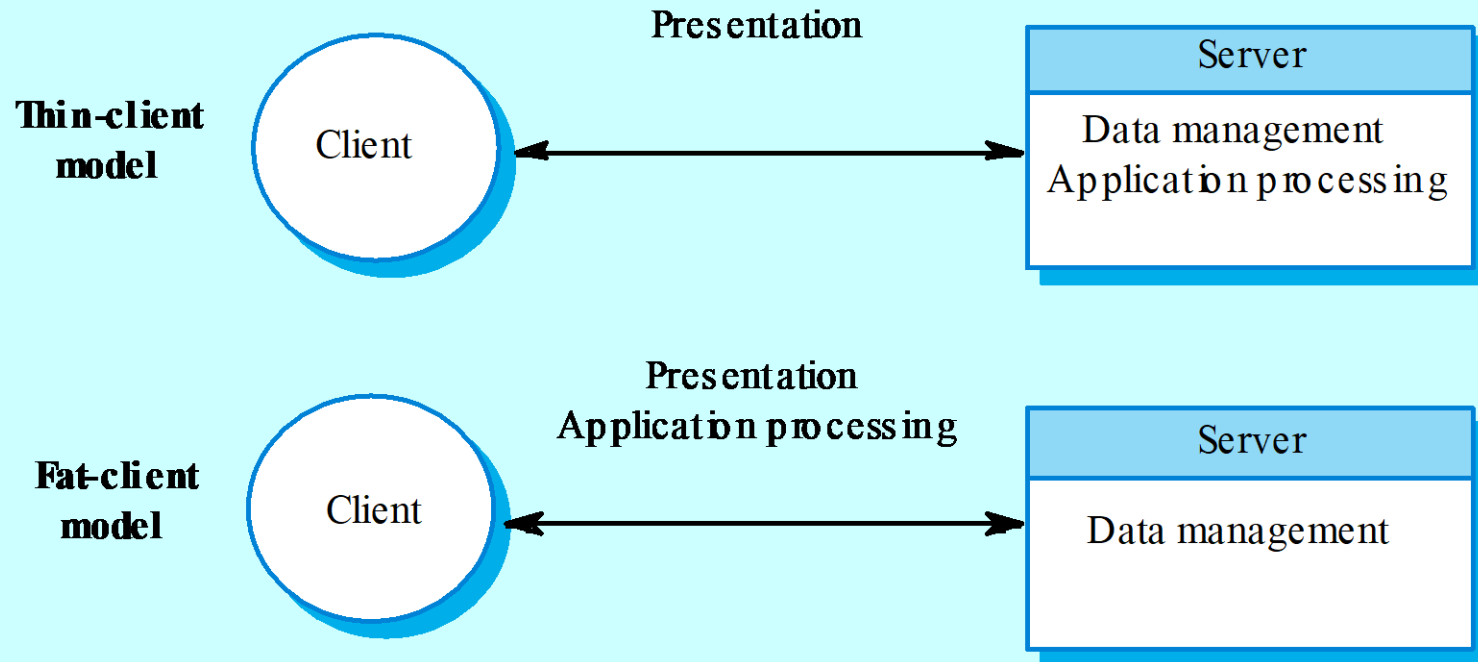 Presentation
Thin-client
model
Client
Server
Data management
Application processing
Presentation
Application processing
Fat-client
model
Client
Server
Data management